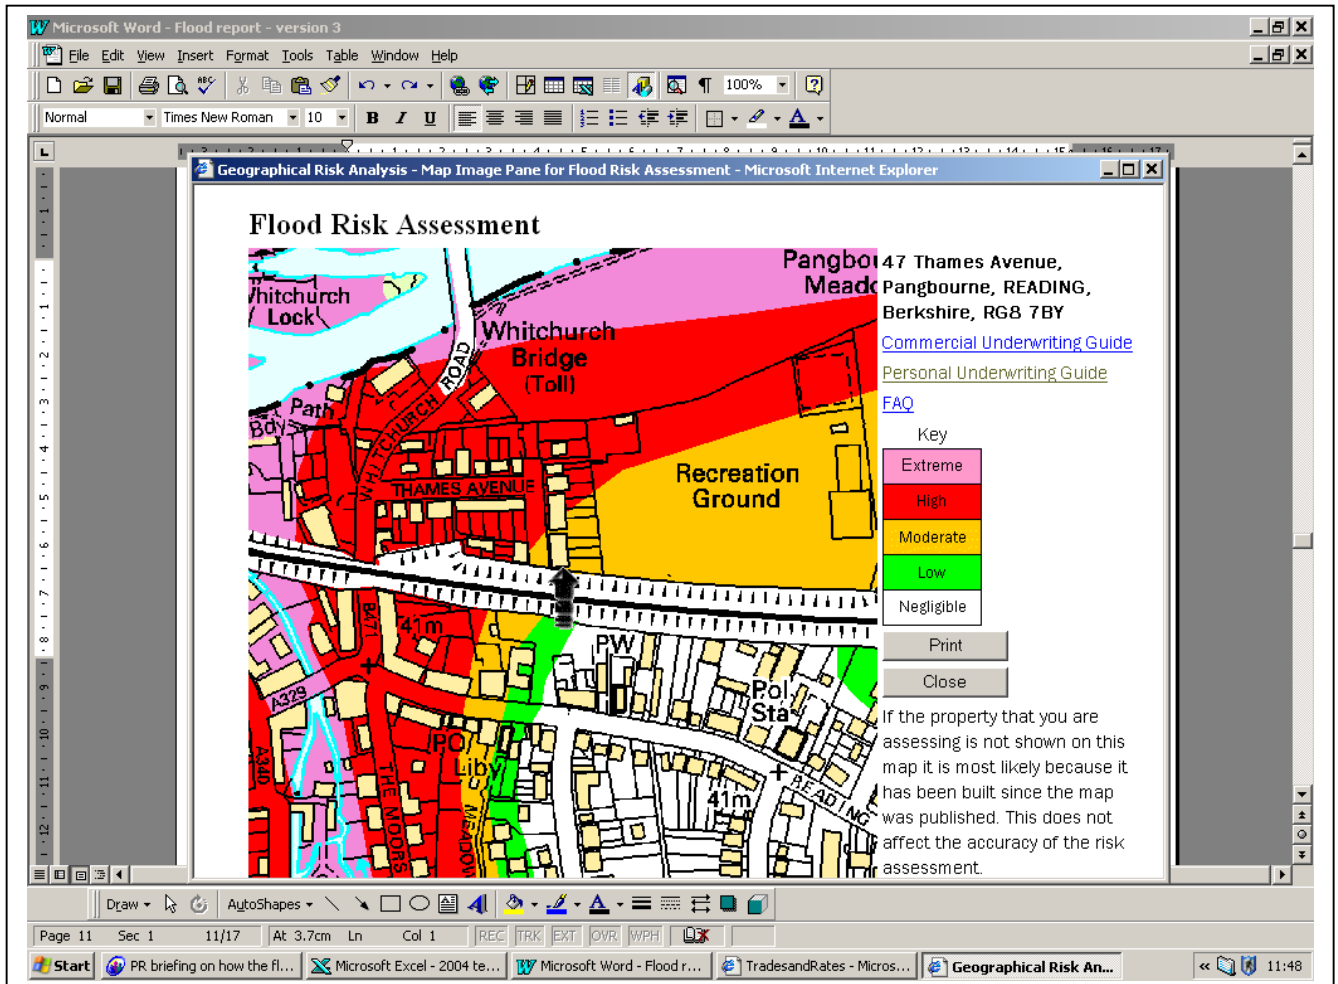 Microsoft Word - Flood report - version 3
File Edit View Insert Format Tools Table Window Help
100%
Normal Times New Roman 10 B I U
Geographical Risk Analysis - Map Image Pane for Flood Risk Assessment - Microsoft Internet Explorer
Flood Risk Assessment
47 Thames Avenue,
Pangbourne, READING,
Berkshire, RG8 7BY
Commercial Underwriting Guide
Personal Underwriting Guide
FAQ
Key
Extreme
High
Moderate
Low
Negligible
Print
Close
If the property that you are
assessing is not shown on this
map it is most likely because it
has been built since the map
was published. This does not
affect the accuracy of the risk
assessment.
Whitchurch
Lock
Whitchurch
Bridge
(Toll)
WHITCHURCH ROAD
Path
Bdy
THAMES AVENUE
Recreation
Ground
B471
41m
A329
A340
THE MOORS
PO
Liby
PW
Pol
Sta
41m
READING
Draw AutoShapes
Page 11 Sec 1 11/17 At 3.7cm Ln Col 1 REC TRK EXT OVR WPH
Start PR briefing on how the fl... Microsoft Excel - 2004 te... Microsoft Word - Flood r... TradesandRates - Micros... Geographical Risk An... 11:48